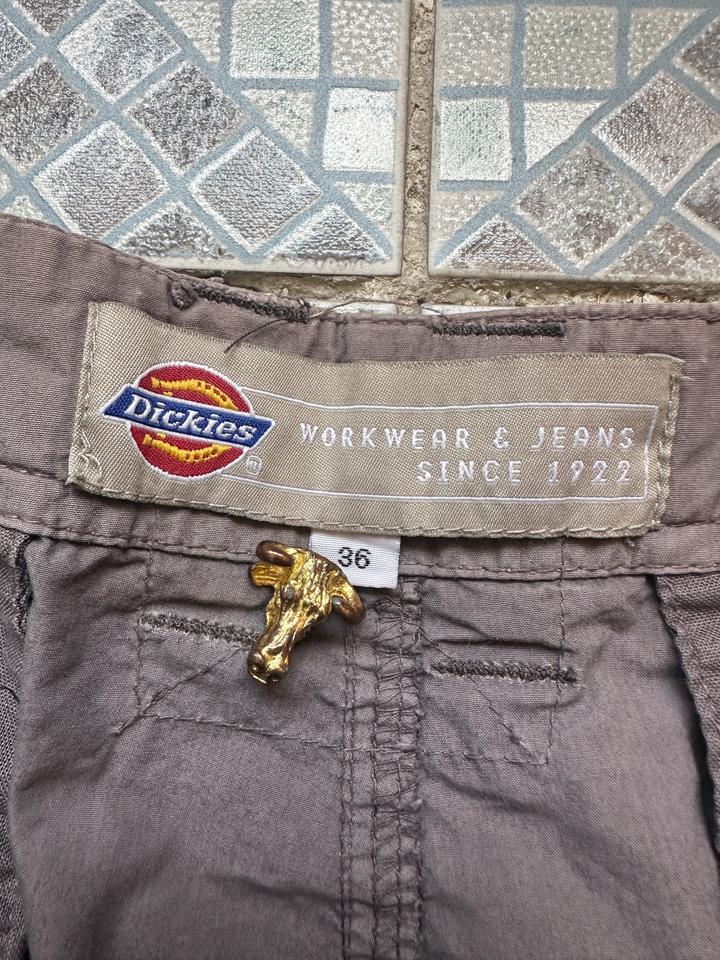 Dickies
®
WORKWEAR & JEANS
SINCE 1922
36